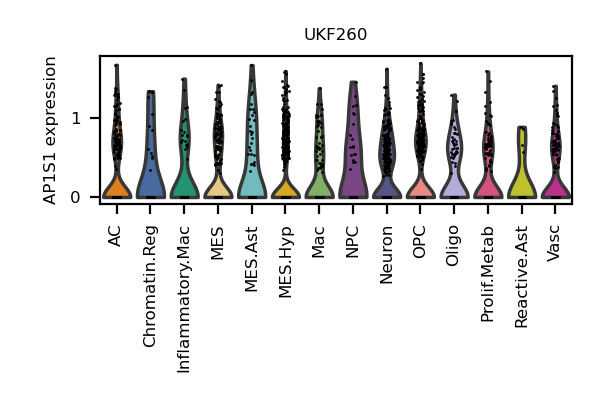 UKF260
AP1S1 expression
1
0
AC
Chromatin.Reg
Inflammatory.Mac
MES
MES.Ast
MES.Hyp
Mac
NPC
Neuron
OPC
Oligo
Prolif.Metab
Reactive.Ast
Vasc